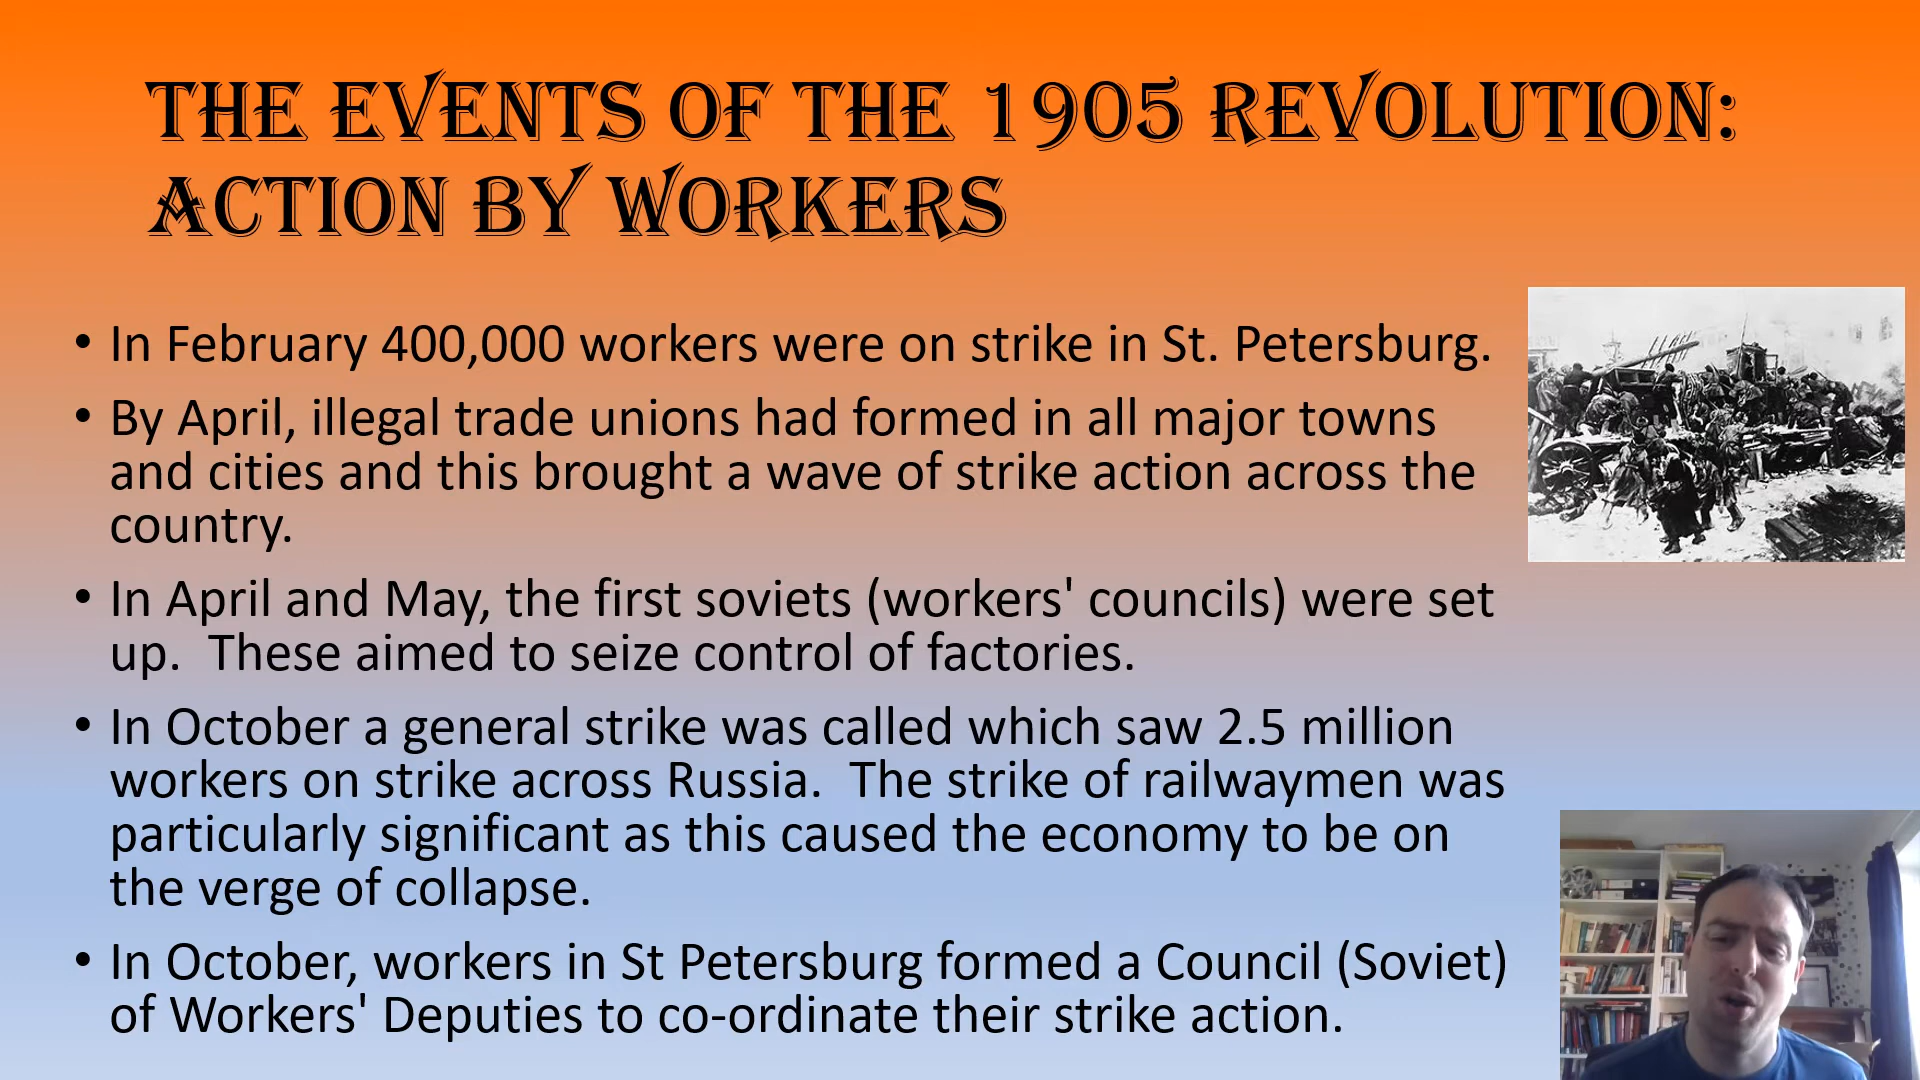 THE EVENTS OF THE 1905 REVOLUTION:
ACTION BY WORKERS
• In February 400,000 workers were on strike in St. Petersburg.
• By April, illegal trade unions had formed in all major towns
and cities and this brought a wave of strike action across the
country.
• In April and May, the first soviets (workers' councils) were set
up.  These aimed to seize control of factories.
• In October a general strike was called which saw 2.5 million
workers on strike across Russia.  The strike of railwaymen was
particularly significant as this caused the economy to be on
the verge of collapse.
• In October, workers in St Petersburg formed a Council (Soviet)
of Workers' Deputies to co-ordinate their strike action.